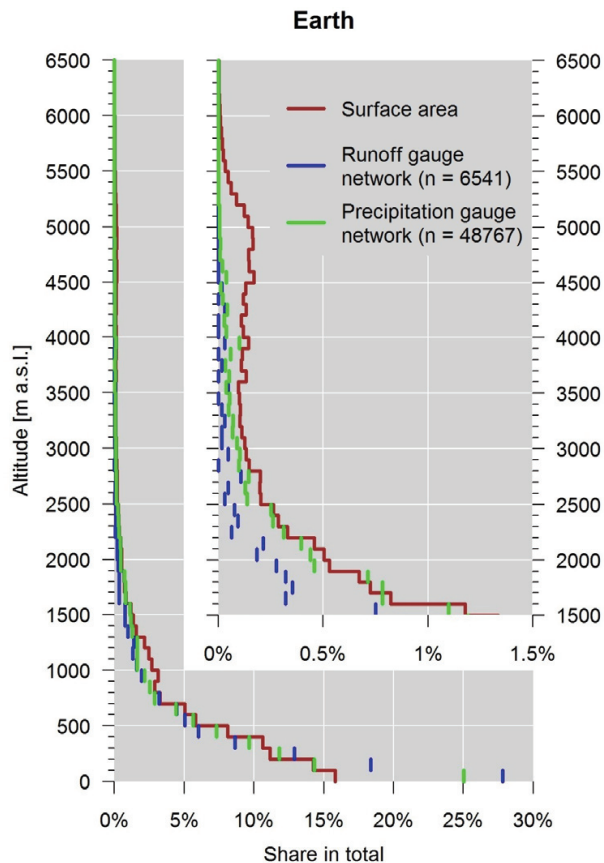 Earth
6500
6000
5500
5000
4500
4000
3500
3000
2500
2000
1500
1000
500
0
Altitude [m a.s.l.]
Surface area
Runoff gauge
network (n = 6541)
Precipitation gauge
network (n = 48767)
6500
6000
5500
5000
4500
4000
3500
3000
2500
2000
1500
0% 0.5% 1% 1.5%
0% 5% 10% 15% 20% 25% 30%
Share in total